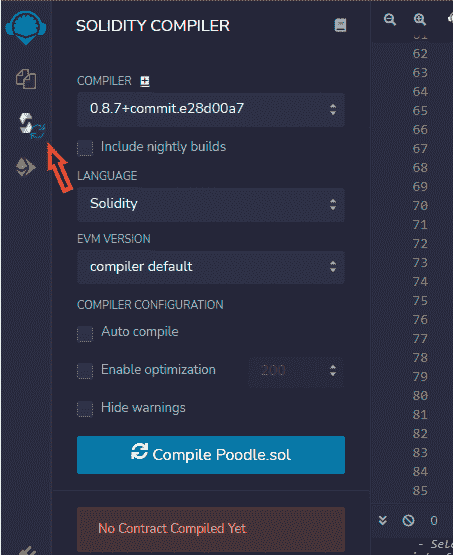 SOLIDITY COMPILER
COMPILER
0.8.7+commit.e28d00a7
Include nightly builds
LANGUAGE
Solidity
EVM VERSION
compiler default
COMPILER CONFIGURATION
Auto compile
Enable optimization
200
Hide warnings
Compile Poodle.sol
No Contract Compiled Yet
61
62
63
64
65
66
67
68
69
70
71
72
73
74
75
76
77
78
79
80
81
82
83
84
85
0